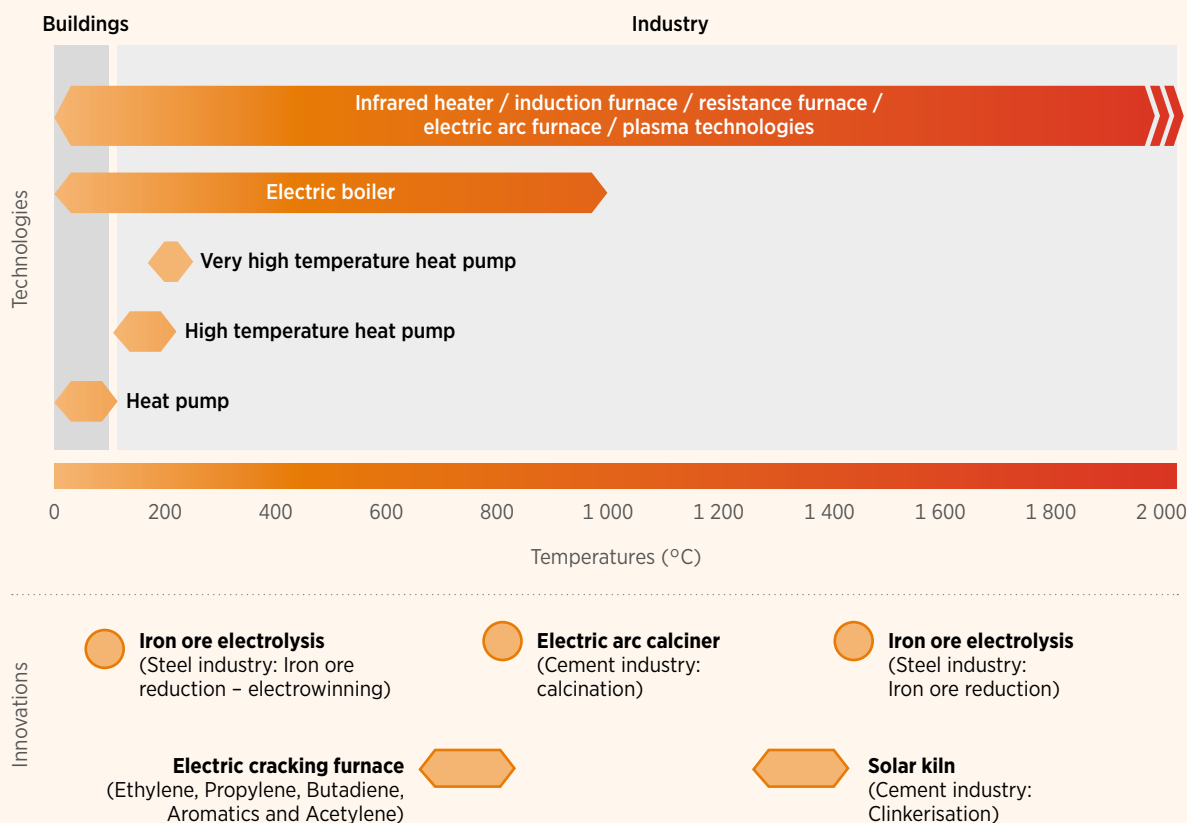 Buildings
Industry
Technologies
Infrared heater / induction furnace / resistance furnace /
electric arc furnace / plasma technologies
Electric boiler
Very high temperature heat pump
High temperature heat pump
Heat pump
0
200
400
600
800
1 000
1 200
1 400
1 600
1 800
2 000
Temperatures (°C)
Innovations
Iron ore electrolysis
(Steel industry: Iron ore
reduction – electrowinning)
Electric arc calciner
(Cement industry:
calcination)
Iron ore electrolysis
(Steel industry:
Iron ore reduction)
Electric cracking furnace
(Ethylene, Propylene, Butadiene,
Aromatics and Acetylene)
Solar kiln
(Cement industry:
Clinkerisation)